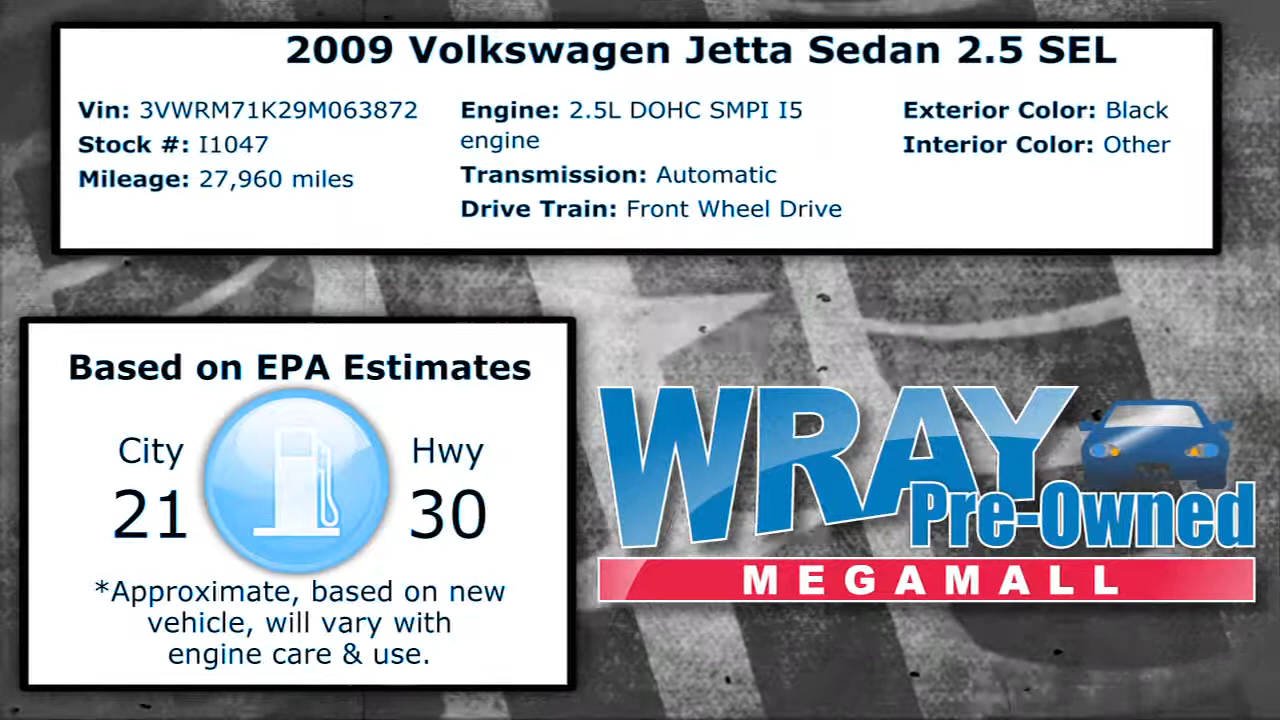 2009 Volkswagen Jetta Sedan 2.5 SEL
Vin: 3VWRM71K29M063872
Stock #: I1047
Mileage: 27,960 miles
Engine: 2.5L DOHC SMPI I5
engine
Transmission: Automatic
Drive Train: Front Wheel Drive
Exterior Color: Black
Interior Color: Other
Based on EPA Estimates
City
21
Hwy
30
*Approximate, based on new
vehicle, will vary with
engine care & use.
WRAY
Pre-Owned
MEGAMALL